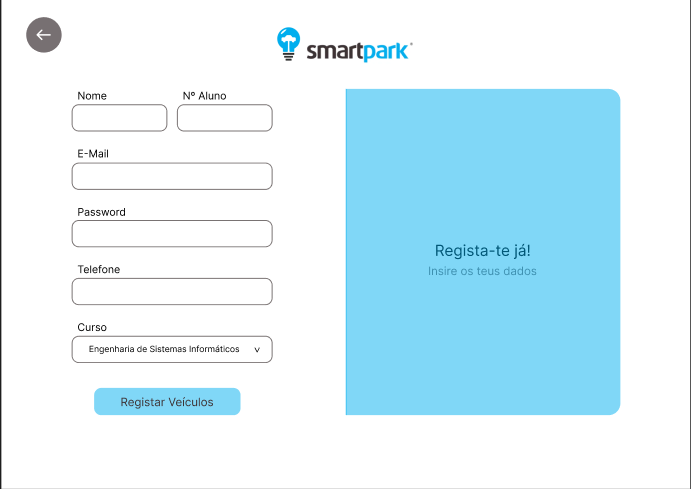 smartpark
Nome
Nº Aluno
E-Mail
Password
Telefone
Curso
Engenharia de Sistemas Informáticos
Registar Veículos
Regista-te já!
Insire os teus dados